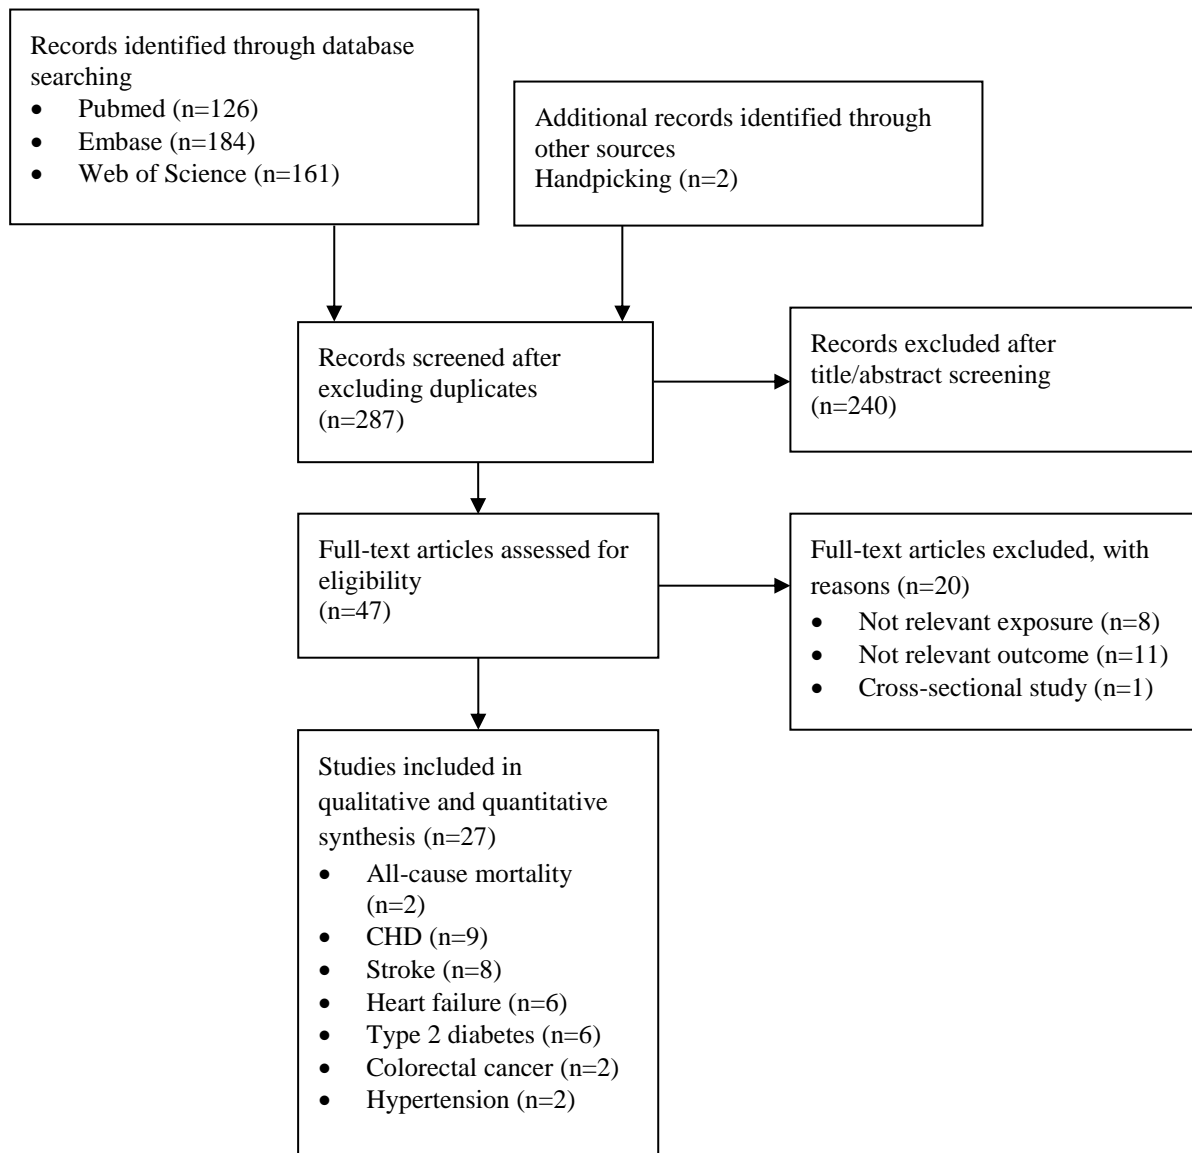 Records identified through database
searching
• Pubmed (n=126)
• Embase (n=184)
• Web of Science (n=161)
Additional records identified through
other sources
Handpicking (n=2)
Records screened after
excluding duplicates
(n=287)
Records excluded after
title/abstract screening
(n=240)
Full-text articles assessed for
eligibility
(n=47)
Full-text articles excluded, with
reasons (n=20)
• Not relevant exposure (n=8)
• Not relevant outcome (n=11)
• Cross-sectional study (n=1)
Studies included in
qualitative and quantitative
synthesis (n=27)
• All-cause mortality
(n=2)
• CHD (n=9)
• Stroke (n=8)
• Heart failure (n=6)
• Type 2 diabetes (n=6)
• Colorectal cancer (n=2)
• Hypertension (n=2)